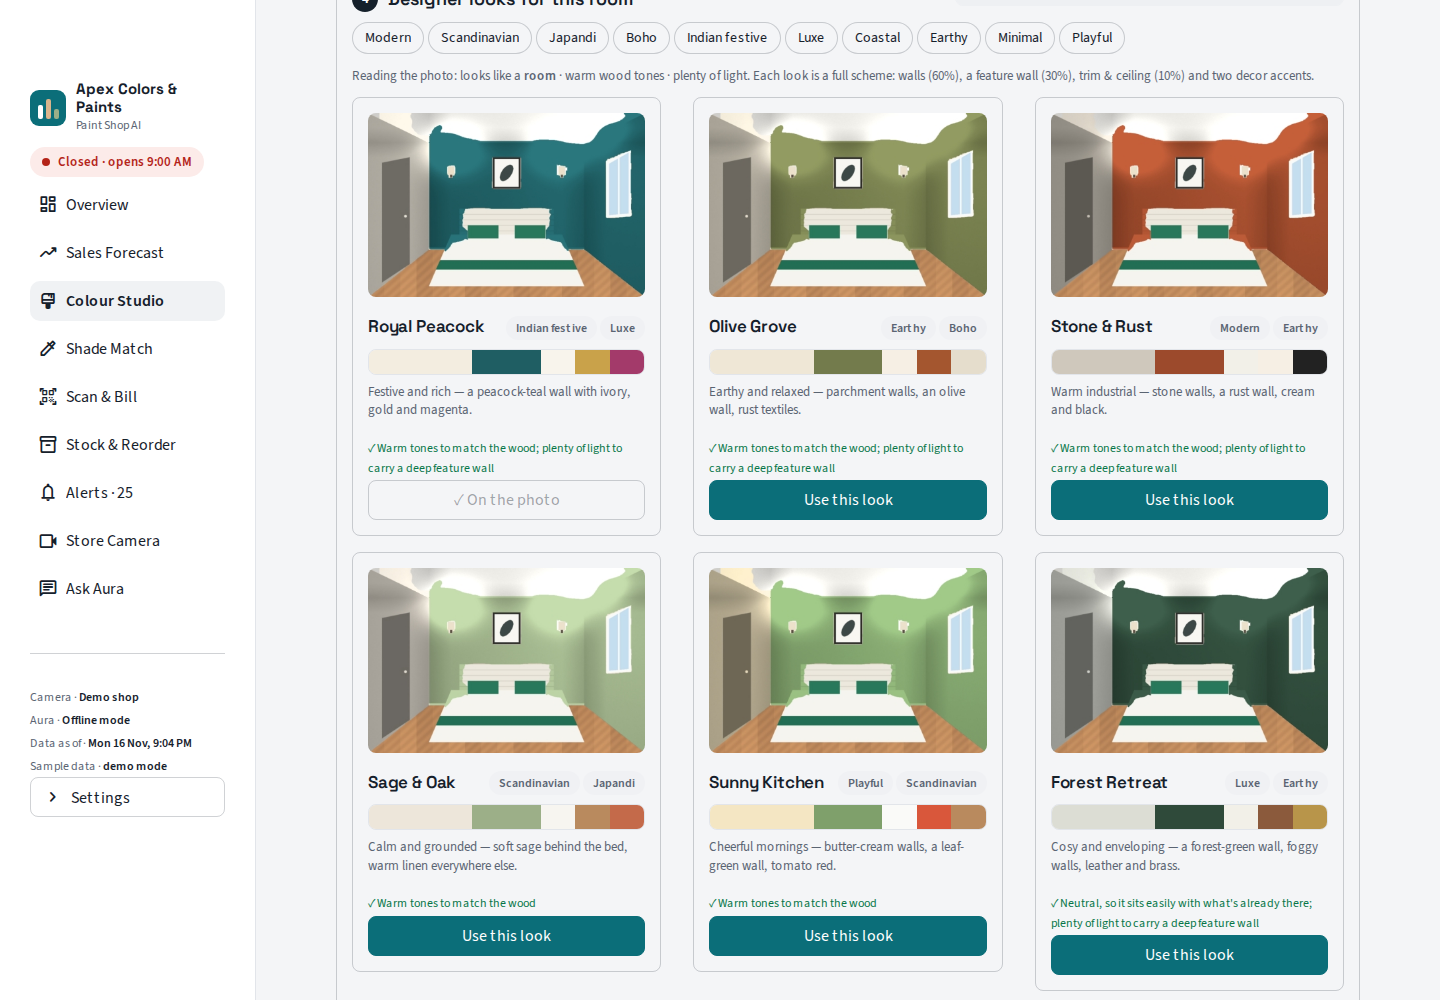 Apex Colors &
Paints
Paint Shop AI
Closed · opens 9:00 AM
Overview
Sales Forecast
Colour Studio
Shade Match
Scan & Bill
Stock & Reorder
Alerts · 25
Store Camera
Ask Aura
Camera · Demo shop
Aura · Offline mode
Data as of · Mon 16 Nov, 9:04 PM
Sample data · demo mode
Settings
Designer looks for this room
Modern
Scandinavian
Japandi
Boho
Indian festive
Luxe
Coastal
Earthy
Minimal
Playful
Reading the photo: looks like a room · warm wood tones · plenty of light. Each look is a full scheme: walls (60%), a feature wall (30%), trim & ceiling (10%) and two decor accents.
Royal Peacock
Indian festive
Luxe
Festive and rich — a peacock-teal wall with ivory,
gold and magenta.
✓ Warm tones to match the wood; plenty of light to
carry a deep feature wall
✓ On the photo
Olive Grove
Earthy
Boho
Earthy and relaxed — parchment walls, an olive
wall, rust textiles.
✓ Warm tones to match the wood; plenty of light to
carry a deep feature wall
Use this look
Stone & Rust
Modern
Earthy
Warm industrial — stone walls, a rust wall, cream
and black.
✓ Warm tones to match the wood; plenty of light to
carry a deep feature wall
Use this look
Sage & Oak
Scandinavian
Japandi
Calm and grounded — soft sage behind the bed,
warm linen everywhere else.
✓ Warm tones to match the wood
Use this look
Sunny Kitchen
Playful
Scandinavian
Cheerful mornings — butter-cream walls, a leaf-
green wall, tomato red.
✓ Warm tones to match the wood
Use this look
Forest Retreat
Luxe
Earthy
Cosy and enveloping — a forest-green wall, foggy
walls, leather and brass.
✓ Neutral, so it sits easily with what's already there;
plenty of light to carry a deep feature wall
Use this look